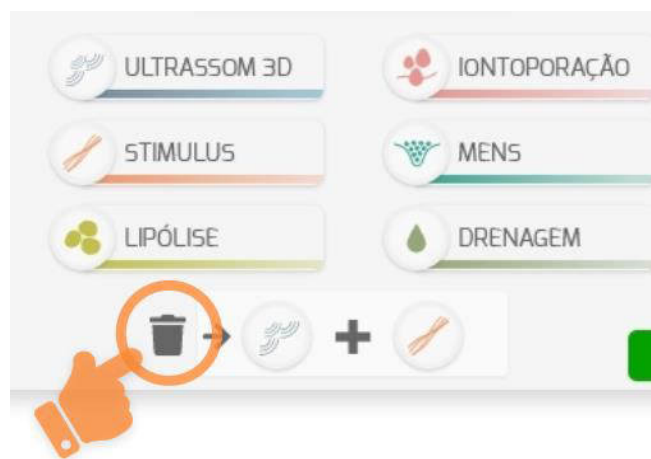 ULTRASSOM 3D
IONTOPORAÇÃO
STIMULUS
MENS
LIPÓLISE
DRENAGEM